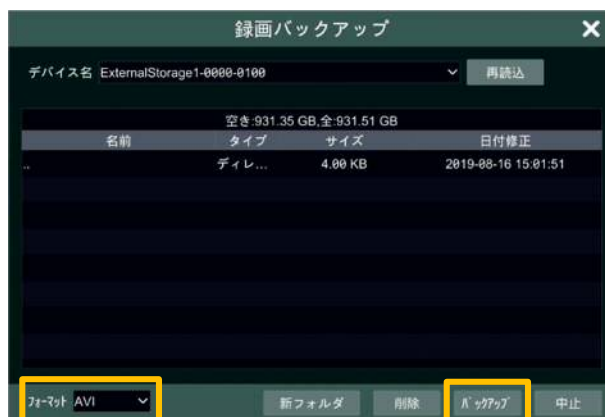 録画バックアップ
デバイス名 ExternalStorage1-0000-0100 再読込
空き:931.35 GB,全:931.51 GB
名前 タイプ サイズ 日付修正
.. ディレ... 4.00 KB 2019-08-16 15:01:51
ﾌｫｰﾏｯﾄ AVI 新フォルダ 削除 ﾊﾞｯｸｱｯﾌﾟ 中止